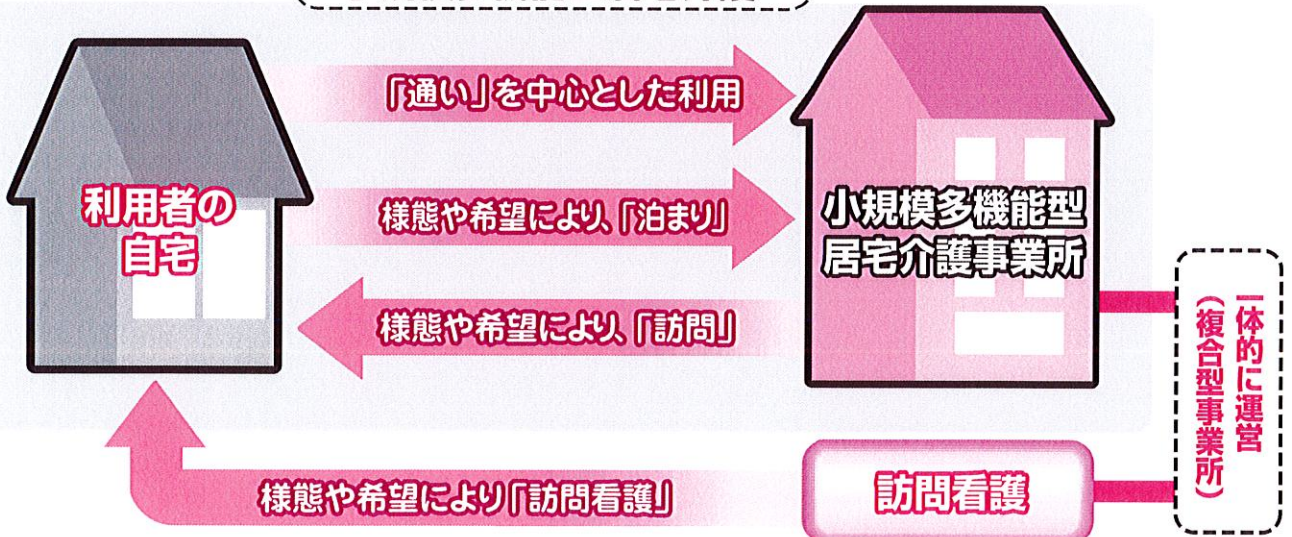 「通い」を中心とした利用
利用者の
自宅
様態や希望により、「泊まり」
小規模多機能型
居宅介護事業所
様態や希望により、「訪問」
一体的に運営
（複合型事業所）
様態や希望により「訪問看護」
訪問看護